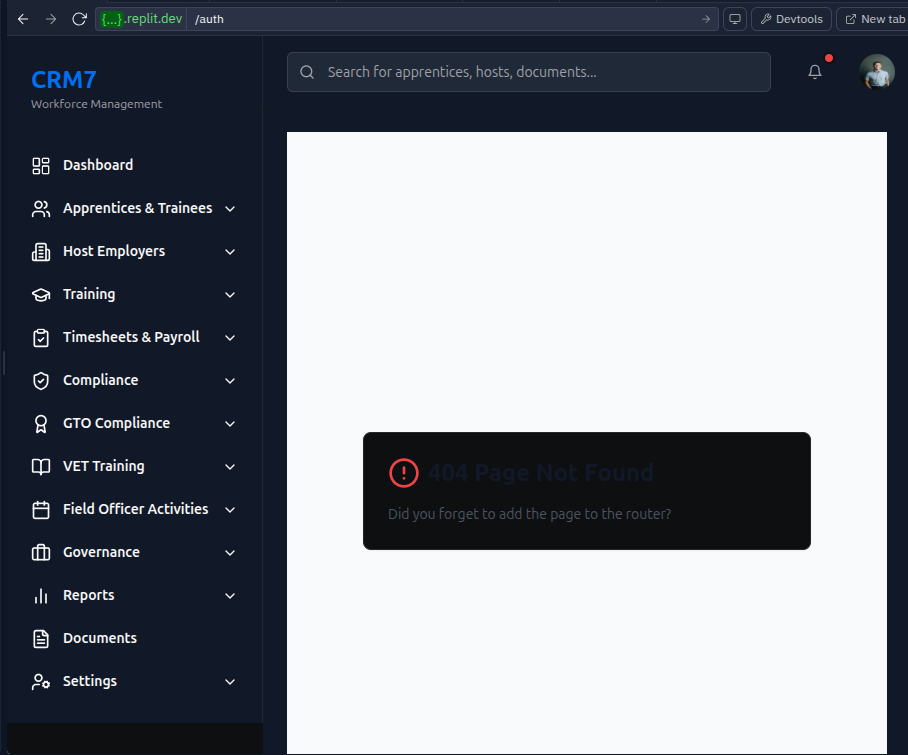 {...}.replit.dev /auth
Devtools
New tab
CRM7
Workforce Management
Search for apprentices, hosts, documents...
Dashboard
Apprentices & Trainees
Host Employers
Training
Timesheets & Payroll
Compliance
GTO Compliance
VET Training
Field Officer Activities
Governance
Reports
Documents
Settings
404 Page Not Found
Did you forget to add the page to the router?